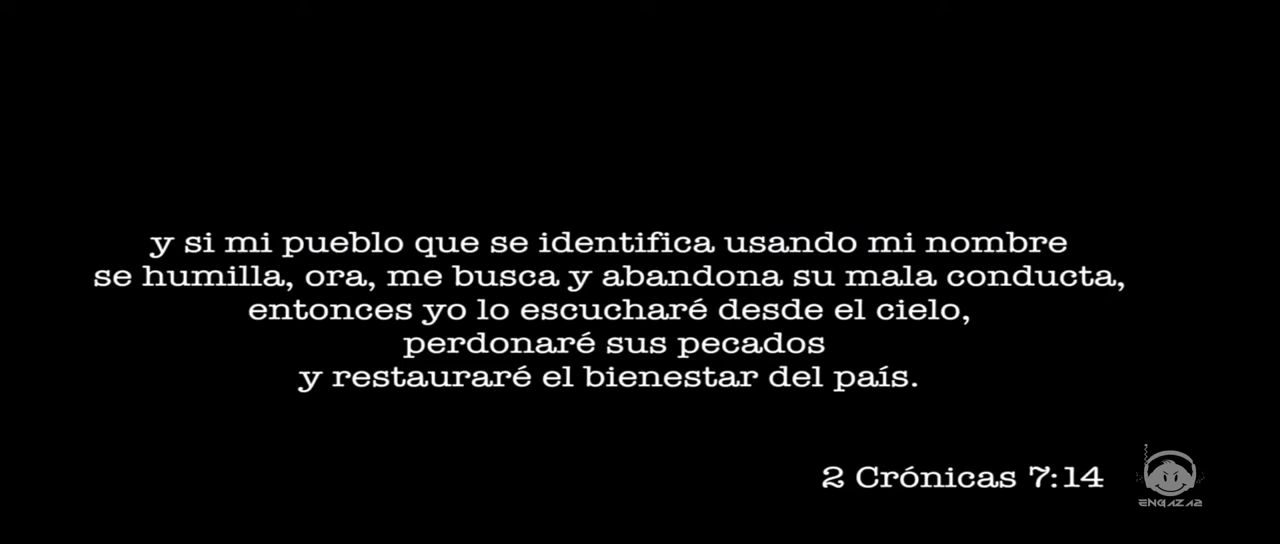 y si mi pueblo que se identifica usando mi nombre
se humilla, ora, me busca y abandona su mala conducta,
entonces yo lo escucharé desde el cielo,
perdonaré sus pecados
y restauraré el bienestar del país.
2 Crónicas 7:14
ENGAZA2